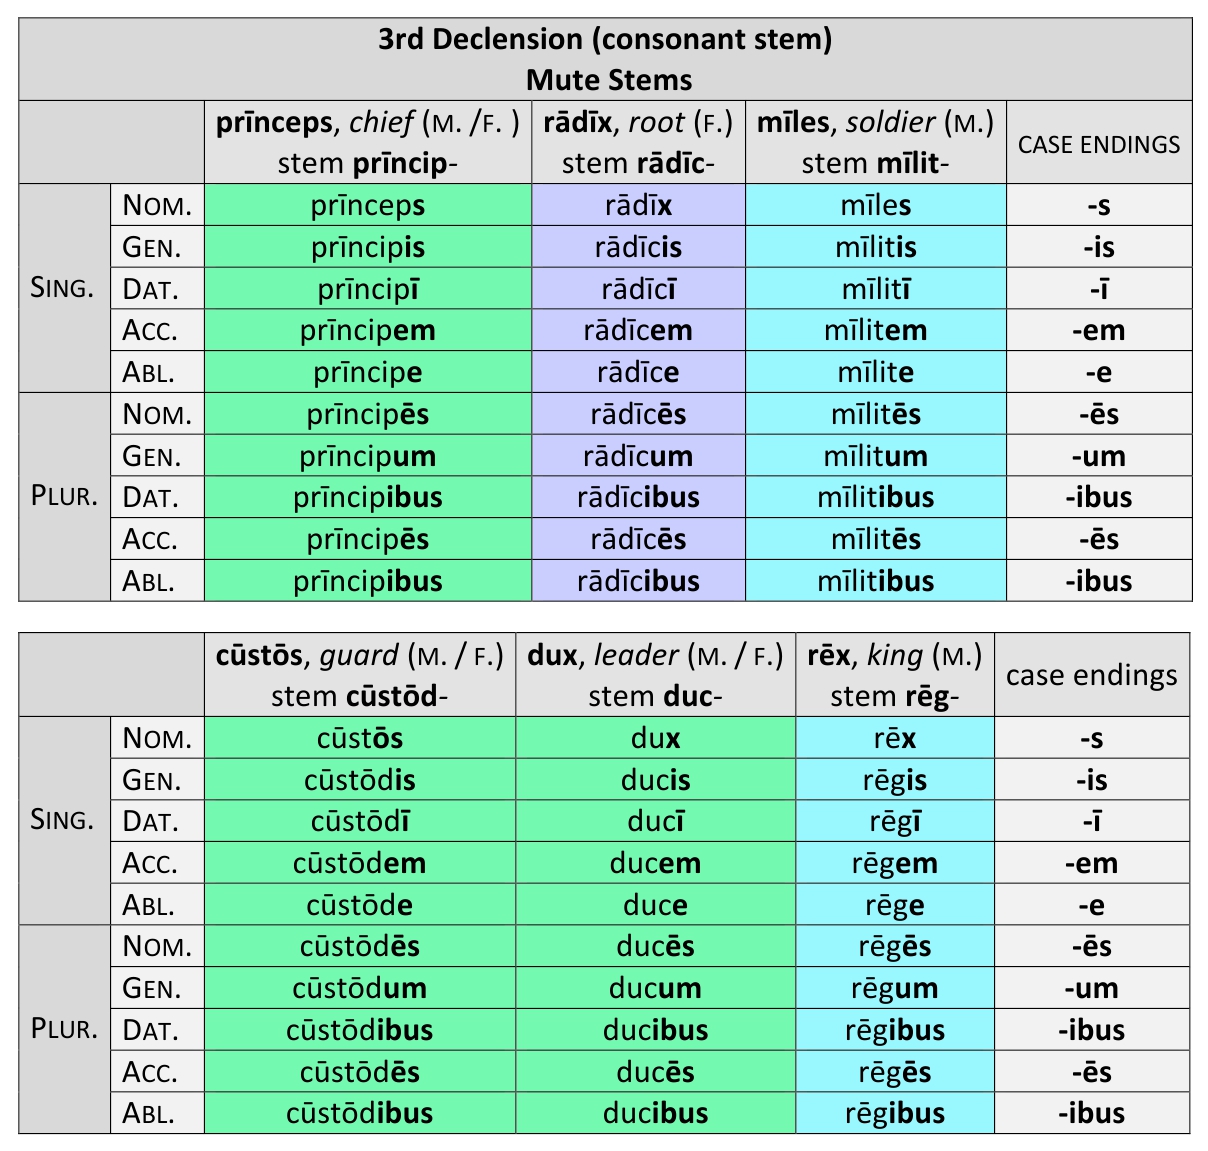 3rd Declension (consonant stem)
Mute Stems
prīnceps, chief (M. /F. ) rādīx, root (F.) mīles, soldier (M.) CASE ENDINGS
stem prīncip- stem rādīc- stem mīlit-
SING.
NOM. prīnceps rādīx mīles -s
GEN. prīncipis rādīcis mīlitis -is
DAT. prīncipī rādīcī mīlitī -ī
ACC. prīncipem rādīcem mīlitem -em
ABL. prīncipe rādīce mīlite -e
PLUR.
NOM. prīncipēs rādīcēs mīlitēs -ēs
GEN. prīncipum rādīcum mīlitum -um
DAT. prīncipibus rādīcibus mīlitibus -ibus
ACC. prīncipēs rādīcēs mīlitēs -ēs
ABL. prīncipibus rādīcibus mīlitibus -ibus
cūstōs, guard (M. / F.) dux, leader (M. / F.) rēx, king (M.) case endings
stem cūstōd- stem duc- stem rēg-
SING.
NOM. cūstōs dux rēx -s
GEN. cūstōdis ducis rēgis -is
DAT. cūstōdī ducī rēgī -ī
ACC. cūstōdem ducem rēgem -em
ABL. cūstōde duce rēge -e
PLUR.
NOM. cūstōdēs ducēs rēgēs -ēs
GEN. cūstōdum ducum rēgum -um
DAT. cūstōdibus ducibus rēgibus -ibus
ACC. cūstōdēs ducēs rēgēs -ēs
ABL. cūstōdibus ducibus rēgibus -ibus